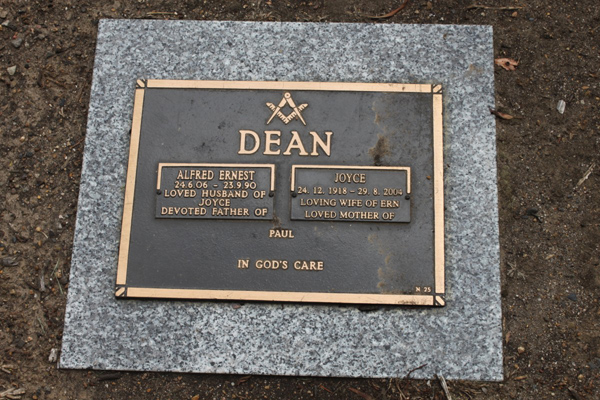 DEAN
ALFRED ERNEST
24.6.06 - 23.9.90
LOVED HUSBAND OF
JOYCE
DEVOTED FATHER OF
JOYCE
24. 12. 1918 - 29. 8. 2004
LOVING WIFE OF ERN
LOVED MOTHER OF
PAUL
IN GOD'S CARE
N 25